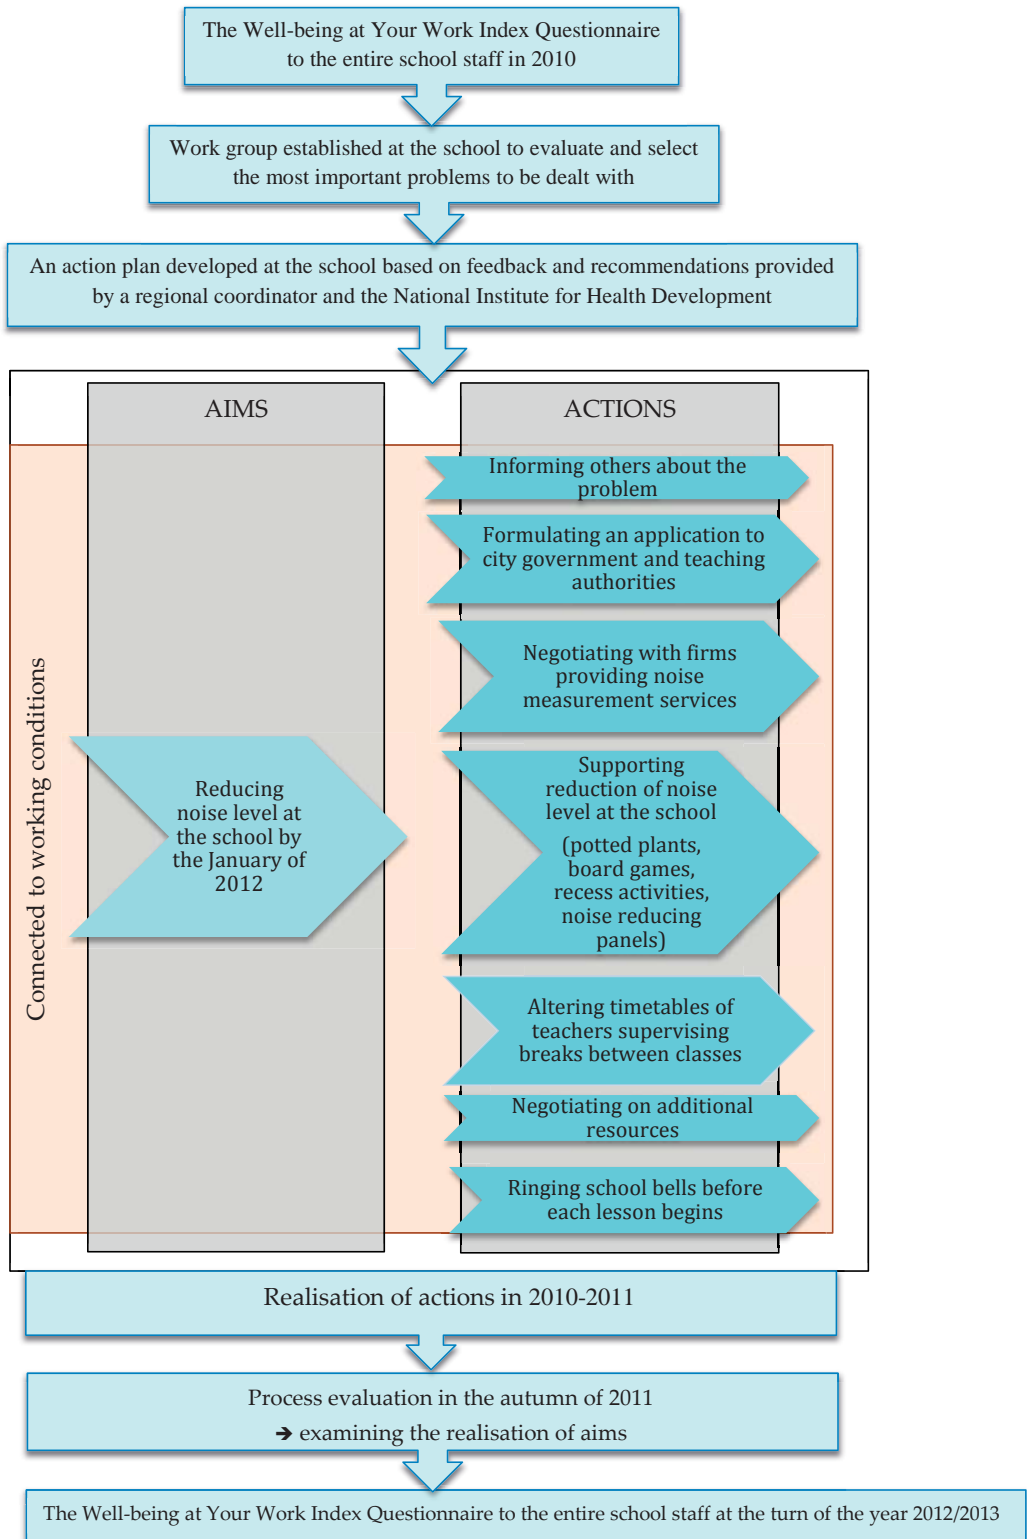 The Well-being at Your Work Index Questionnaire
to the entire school staff in 2010
Work group established at the school to evaluate and select
the most important problems to be dealt with
An action plan developed at the school based on feedback and recommendations provided
by a regional coordinator and the National Institute for Health Development
AIMS
ACTIONS
Connected to working conditions
Reducing
noise level at
the school by
the January of
2012
Informing others about the
problem
Formulating an application to
city government and teaching
authorities
Negotiating with firms
providing noise
measurement services
Supporting
reduction of noise
level at the school
(potted plants,
board games,
recess activities,
noise reducing
panels)
Altering timetables of
teachers supervising
breaks between classes
Negotiating on additional
resources
Ringing school bells before
each lesson begins
Realisation of actions in 2010-2011
Process evaluation in the autumn of 2011
➔ examining the realisation of aims
The Well-being at Your Work Index Questionnaire to the entire school staff at the turn of the year 2012/2013